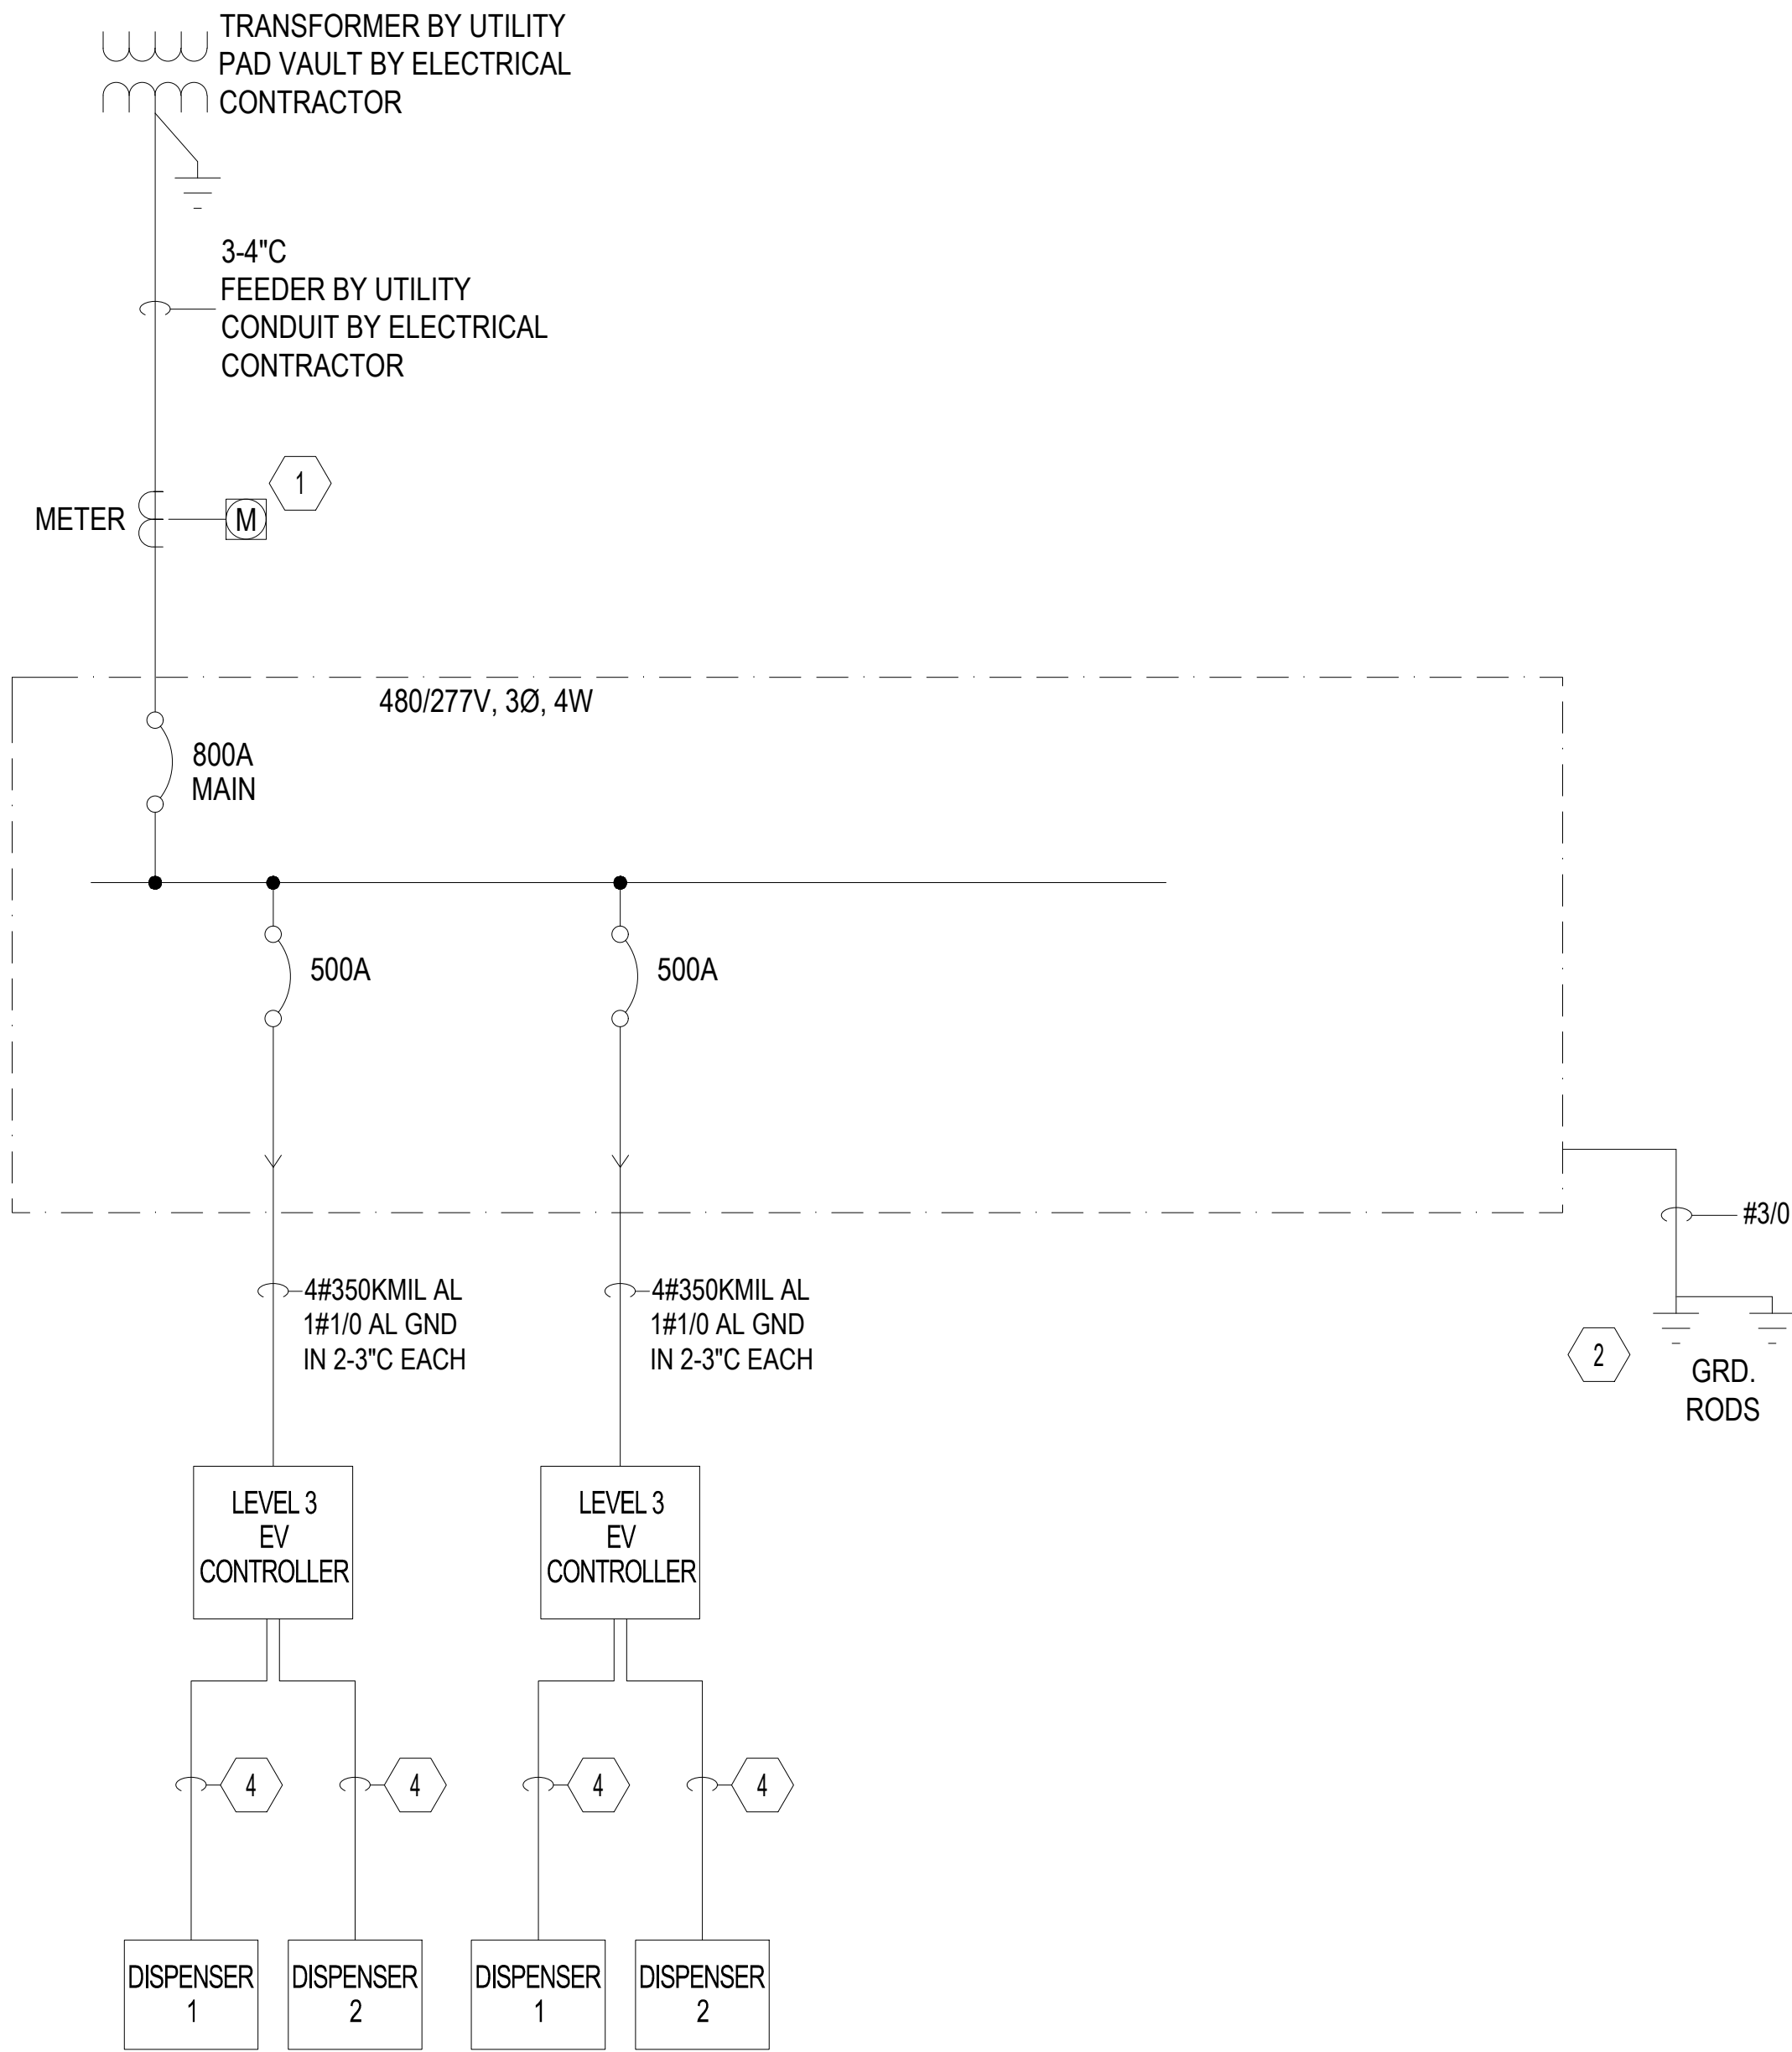 TRANSFORMER BY UTILITY
PAD VAULT BY ELECTRICAL
CONTRACTOR
3-4"C
FEEDER BY UTILITY
CONDUIT BY ELECTRICAL
CONTRACTOR
1
METER
M
480/277V, 3Ø, 4W
800A
MAIN
500A
500A
#3/0
4#350KMIL AL
1#1/0 AL GND
IN 2-3"C EACH
4#350KMIL AL
1#1/0 AL GND
IN 2-3"C EACH
2
GRD.
RODS
LEVEL 3
EV
CONTROLLER
LEVEL 3
EV
CONTROLLER
4
4
4
4
DISPENSER
1
DISPENSER
2
DISPENSER
1
DISPENSER
2